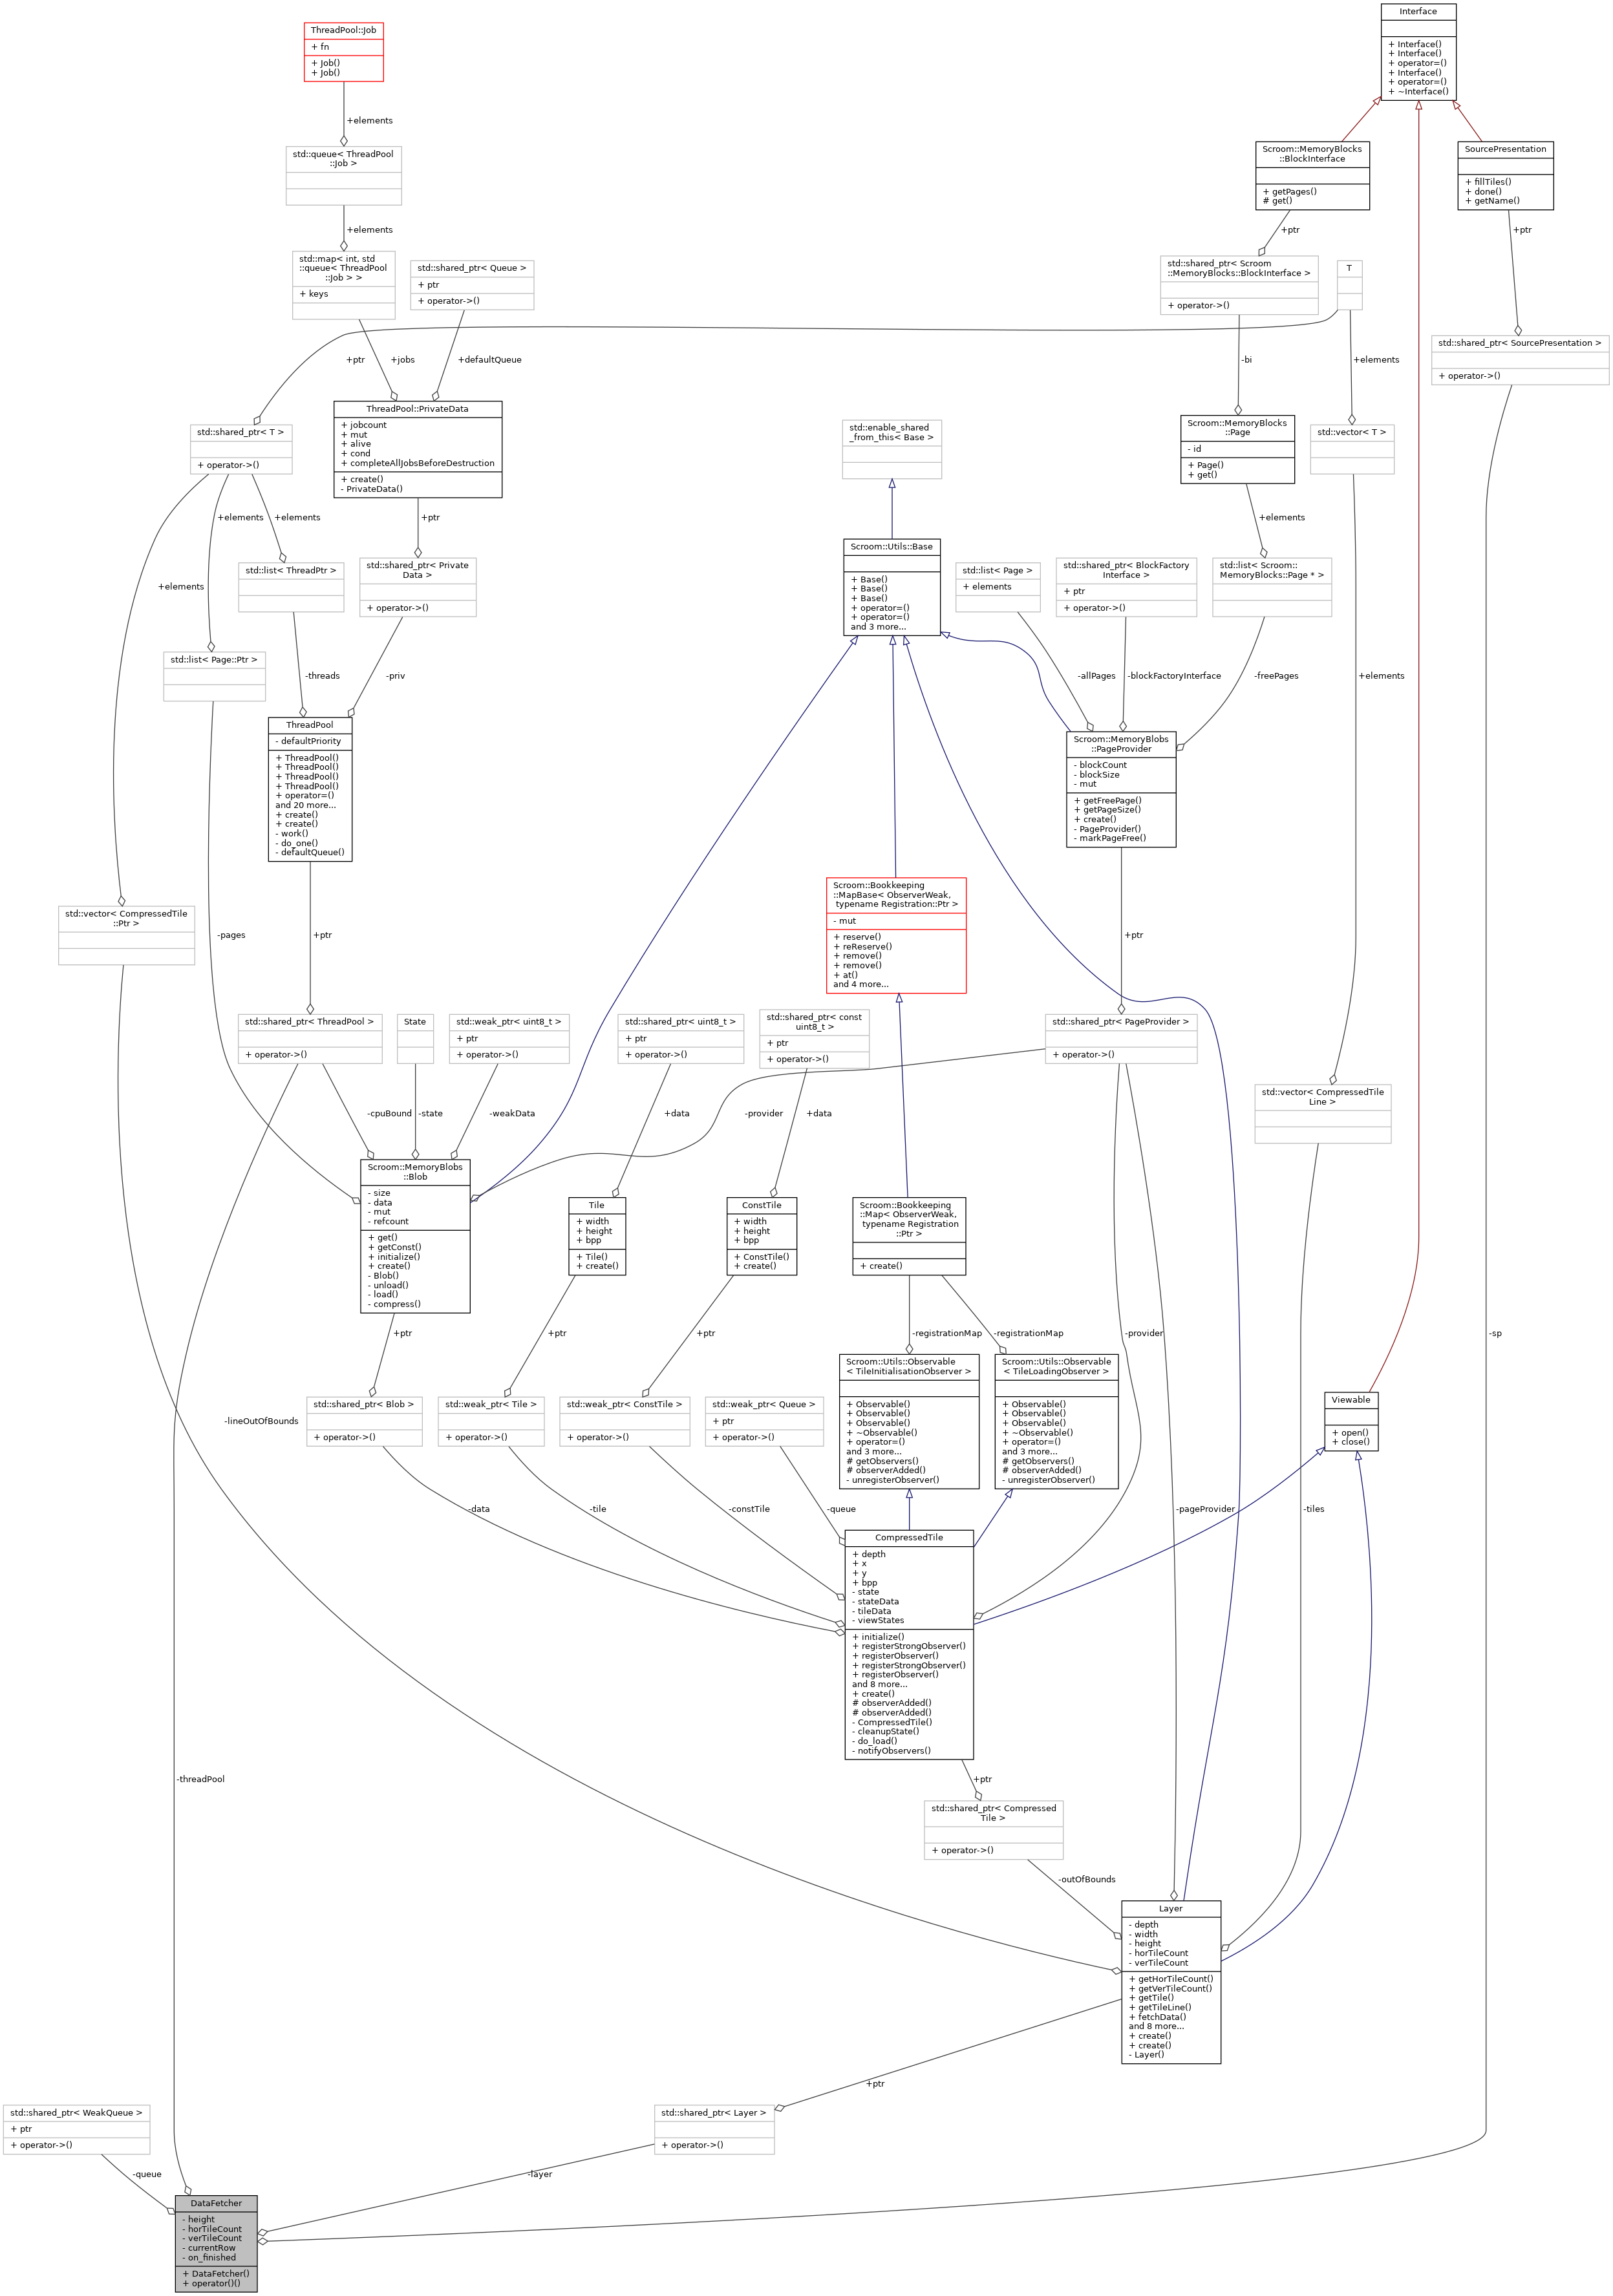 Interface
+ Interface()
+ Interface()
+ operator=()
+ Interface()
+ operator=()
+ ~Interface()
ThreadPool::Job
+ fn
+ Job()
+ Job()
+elements
std::queue< ThreadPool
::Job >
Scroom::MemoryBlocks
::BlockInterface
+ getPages()
# get()
SourcePresentation
+ fillTiles()
+ done()
+ getName()
+elements
+ptr
+ptr
std::map< int, std
::queue< ThreadPool
::Job > >
+ keys
std::shared_ptr< Queue >
+ ptr
+ operator->()
std::shared_ptr< Scroom
::MemoryBlocks::BlockInterface >
+ operator->()
T
std::shared_ptr< SourcePresentation >
+ operator->()
+ptr
+jobs
+defaultQueue
-bi
+elements
ThreadPool::PrivateData
+ jobcount
+ mut
+ alive
+ cond
+ completeAllJobsBeforeDestruction
+ create()
- PrivateData()
std::shared_ptr< T >
+ operator->()
std::enable_shared
_from_this< Base >
Scroom::MemoryBlocks
::Page
- id
+ Page()
+ get()
std::vector< T >
+elements
+elements
+ptr
+elements
+elements
std::list< ThreadPtr >
std::shared_ptr< Private
Data >
+ operator->()
Scroom::Utils::Base
+ Base()
+ Base()
+ Base()
+ operator=()
+ operator=()
and 3 more...
std::list< Page >
+ elements
std::shared_ptr< BlockFactory
Interface >
+ ptr
+ operator->()
std::list< Scroom::
MemoryBlocks::Page * >
std::list< Page::Ptr >
-threads
-priv
-allPages
-blockFactoryInterface
-freePages
+elements
ThreadPool
- defaultPriority
+ ThreadPool()
+ ThreadPool()
+ ThreadPool()
+ ThreadPool()
+ operator=()
and 20 more...
+ create()
+ create()
- work()
- do_one()
- defaultQueue()
Scroom::MemoryBlobs
::PageProvider
- blockCount
- blockSize
- mut
+ getFreePage()
+ getPageSize()
+ create()
- PageProvider()
- markPageFree()
std::vector< CompressedTile
::Ptr >
-pages
+ptr
Scroom::Bookkeeping
::MapBase< ObserverWeak,
typename Registration::Ptr >
- mut
+ reserve()
+ reReserve()
+ remove()
+ remove()
+ at()
and 4 more...
+ptr
std::shared_ptr< ThreadPool >
+ operator->()
State
std::weak_ptr< uint8_t >
+ ptr
+ operator->()
std::shared_ptr< uint8_t >
+ ptr
+ operator->()
std::shared_ptr< const
uint8_t >
+ ptr
+ operator->()
std::shared_ptr< PageProvider >
+ operator->()
std::vector< CompressedTile
Line >
-cpuBound
-state
-weakData
+data
-provider
+data
Scroom::MemoryBlobs
::Blob
- size
- data
- mut
- refcount
+ get()
+ getConst()
+ initialize()
+ create()
- Blob()
- unload()
- load()
- compress()
Tile
+ width
+ height
+ bpp
+ Tile()
+ create()
ConstTile
+ width
+ height
+ bpp
+ ConstTile()
+ create()
Scroom::Bookkeeping
::Map< ObserverWeak,
typename Registration
::Ptr >
+ create()
+ptr
+ptr
+ptr
-registrationMap
-registrationMap
-provider
-sp
-lineOutOfBounds
std::shared_ptr< Blob >
+ operator->()
std::weak_ptr< Tile >
+ operator->()
std::weak_ptr< ConstTile >
+ operator->()
std::weak_ptr< Queue >
+ ptr
+ operator->()
Scroom::Utils::Observable
< TileInitialisationObserver >
+ Observable()
+ Observable()
+ Observable()
+ ~Observable()
+ operator=()
and 3 more...
# getObservers()
# observerAdded()
- unregisterObserver()
Scroom::Utils::Observable
< TileLoadingObserver >
+ Observable()
+ Observable()
+ Observable()
+ ~Observable()
+ operator=()
and 3 more...
# getObservers()
# observerAdded()
- unregisterObserver()
Viewable
+ open()
+ close()
-data
-tile
-constTile
-queue
-pageProvider
-tiles
CompressedTile
+ depth
+ x
+ y
+ bpp
- state
- stateData
- tileData
- viewStates
+ initialize()
+ registerStrongObserver()
+ registerObserver()
+ registerStrongObserver()
+ registerObserver()
and 8 more...
+ create()
# observerAdded()
# observerAdded()
- CompressedTile()
- cleanupState()
- do_load()
- notifyObservers()
-threadPool
+ptr
std::shared_ptr< Compressed
Tile >
+ operator->()
-outOfBounds
Layer
- depth
- width
- height
- horTileCount
- verTileCount
+ getHorTileCount()
+ getVerTileCount()
+ getTile()
+ getTileLine()
+ fetchData()
and 8 more...
+ create()
+ create()
- Layer()
+ptr
std::shared_ptr< WeakQueue >
+ ptr
+ operator->()
std::shared_ptr< Layer >
+ operator->()
-queue
-layer
DataFetcher
- height
- horTileCount
- verTileCount
- currentRow
- on_finished
+ DataFetcher()
+ operator()()